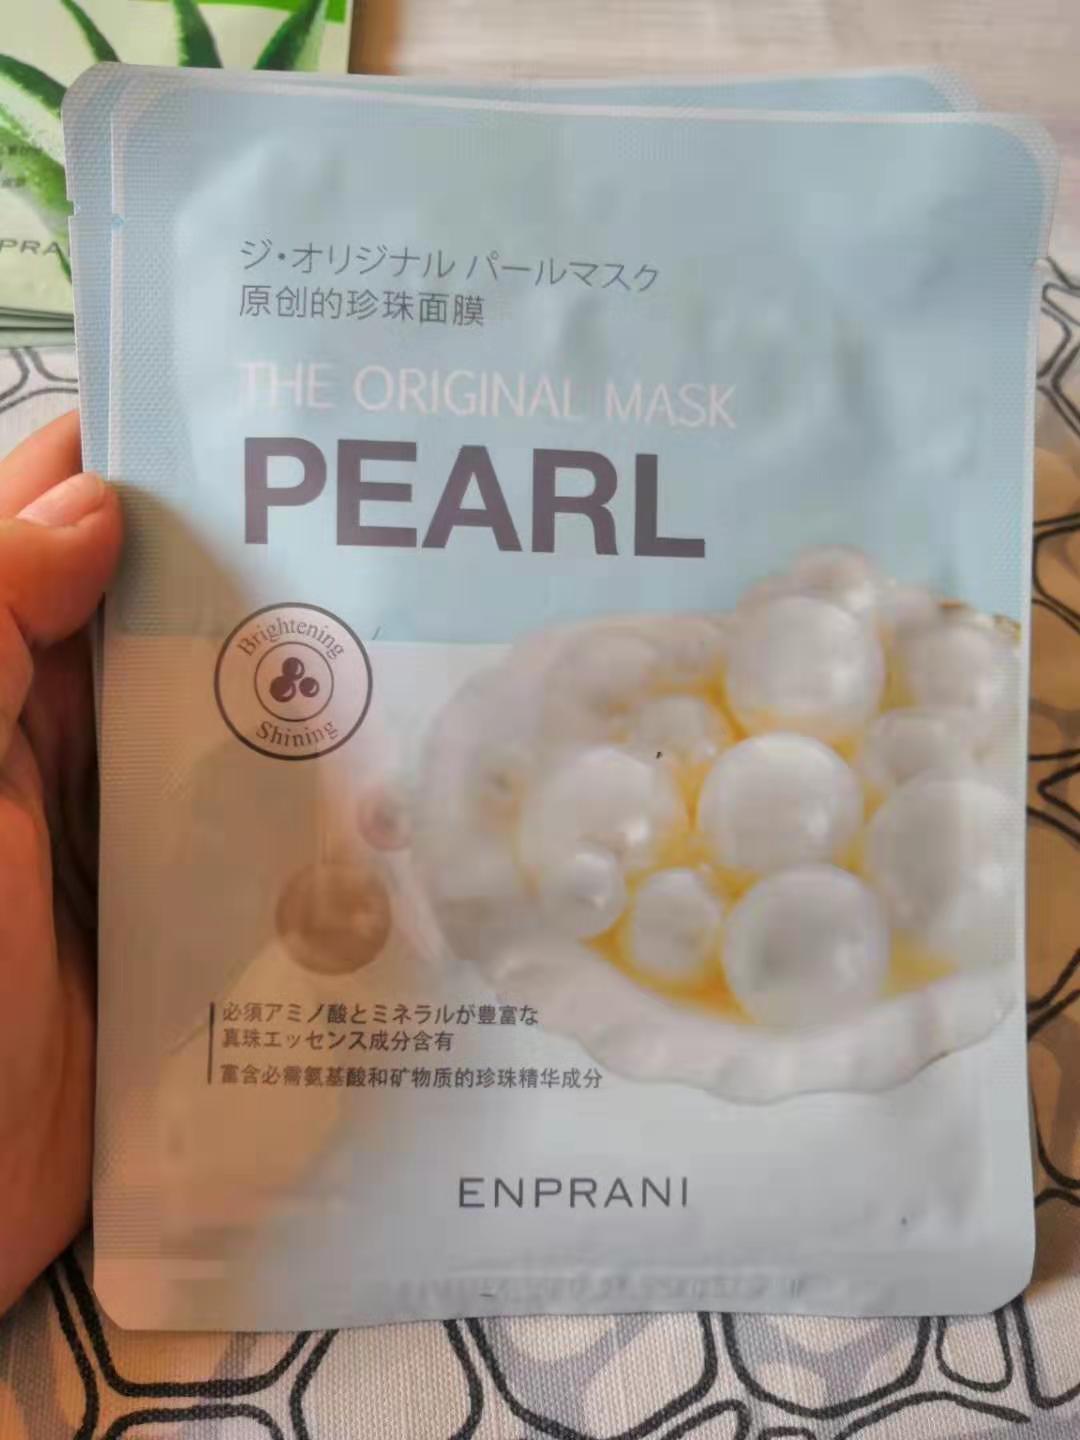 ジ・オリジナル パールマスク
原创的珍珠面膜
THE ORIGINAL MASK
PEARL
Brightening
Shining
必須アミノ酸とミネラルが豊富な
真珠エッセンス成分含有
富含必需氨基酸和矿物质的珍珠精华成分
ENPRANI
PRA